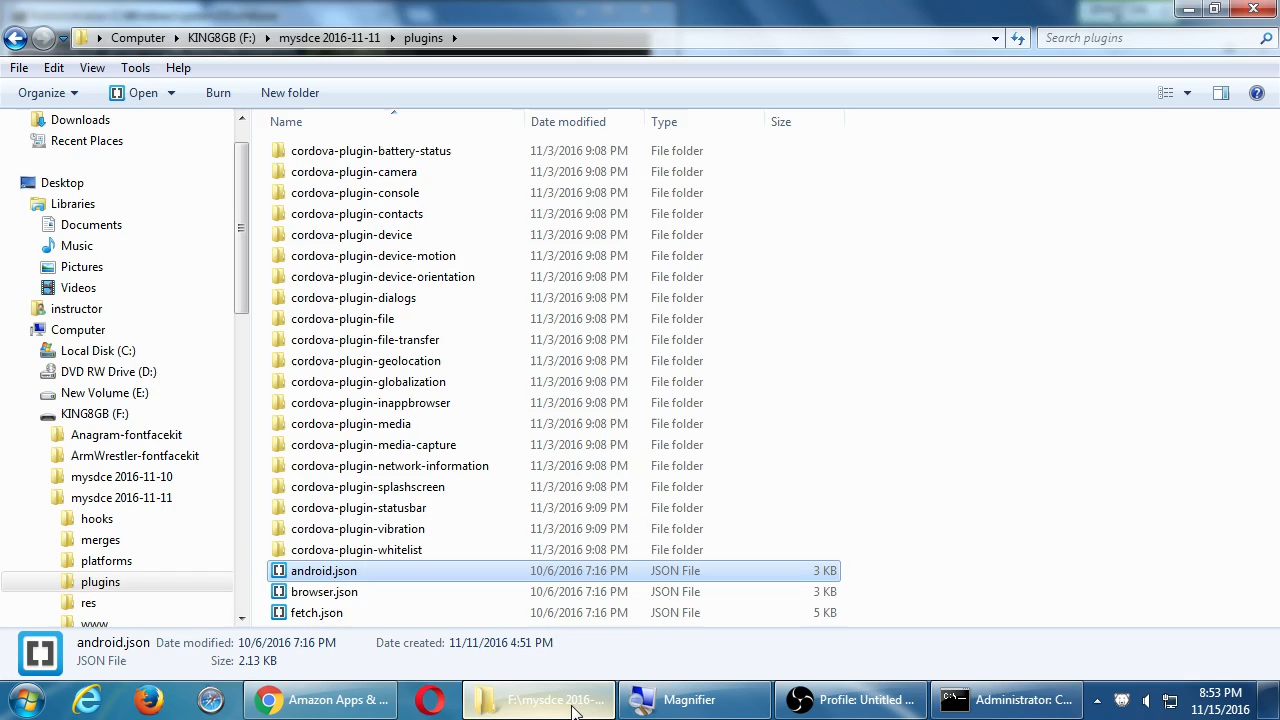 Computer KING8GB (F:) mysdce 2016-11-11 plugins
Search plugins
File Edit View Tools Help
Organize Open Burn New folder
Name Date modified Type Size
Downloads
Recent Places
Desktop
Libraries
Documents
Music
Pictures
Videos
instructor
Computer
Local Disk (C:)
DVD RW Drive (D:)
New Volume (E:)
KING8GB (F:)
Anagram-fontfacekit
ArmWrestler-fontfacekit
mysdce 2016-11-10
mysdce 2016-11-11
hooks
merges
platforms
plugins
res
www
cordova-plugin-battery-status 11/3/2016 9:08 PM File folder
cordova-plugin-camera 11/3/2016 9:08 PM File folder
cordova-plugin-console 11/3/2016 9:08 PM File folder
cordova-plugin-contacts 11/3/2016 9:08 PM File folder
cordova-plugin-device 11/3/2016 9:08 PM File folder
cordova-plugin-device-motion 11/3/2016 9:08 PM File folder
cordova-plugin-device-orientation 11/3/2016 9:08 PM File folder
cordova-plugin-dialogs 11/3/2016 9:08 PM File folder
cordova-plugin-file 11/3/2016 9:08 PM File folder
cordova-plugin-file-transfer 11/3/2016 9:08 PM File folder
cordova-plugin-geolocation 11/3/2016 9:08 PM File folder
cordova-plugin-globalization 11/3/2016 9:08 PM File folder
cordova-plugin-inappbrowser 11/3/2016 9:08 PM File folder
cordova-plugin-media 11/3/2016 9:08 PM File folder
cordova-plugin-media-capture 11/3/2016 9:08 PM File folder
cordova-plugin-network-information 11/3/2016 9:08 PM File folder
cordova-plugin-splashscreen 11/3/2016 9:08 PM File folder
cordova-plugin-statusbar 11/3/2016 9:09 PM File folder
cordova-plugin-vibration 11/3/2016 9:09 PM File folder
cordova-plugin-whitelist 11/3/2016 9:08 PM File folder
android.json 10/6/2016 7:16 PM JSON File 3 KB
browser.json 10/6/2016 7:16 PM JSON File 3 KB
fetch.json 10/6/2016 7:16 PM JSON File 5 KB
android.json Date modified: 10/6/2016 7:16 PM Date created: 11/11/2016 4:51 PM
JSON File Size: 2.13 KB
Amazon Apps & ... F:\mysdce 2016-... Magnifier Profile: Untitled ... Administrator: C...
8:53 PM
11/15/2016